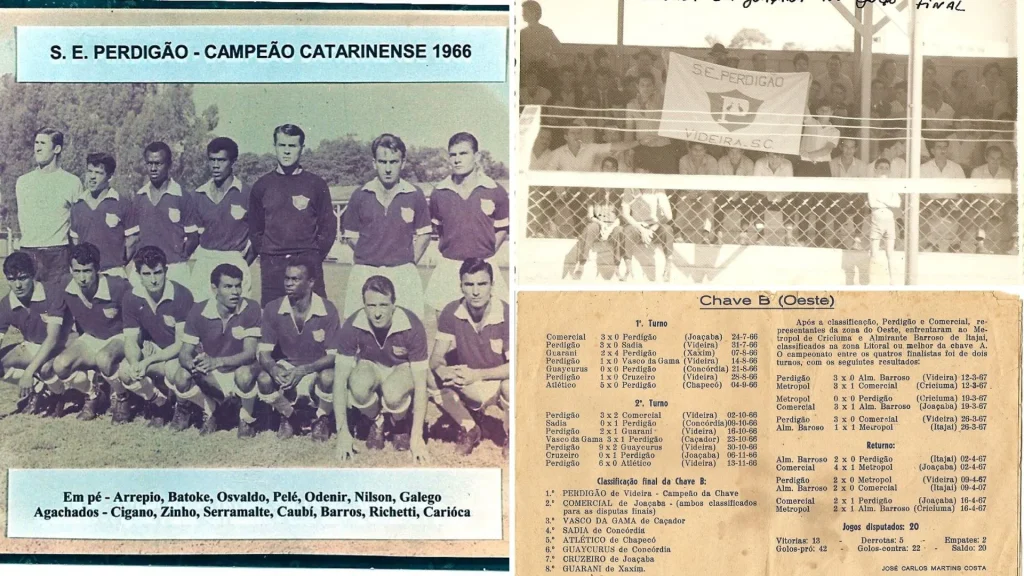 S. E. PERDIGÃO - CAMPEÃO CATARINENSE 1966
Em pé - Arrepio, Batoke, Osvaldo, Pelé, Odenir, Nilson, Galego
Agachados - Cigano, Zinho, Serramalte, Caubí, Barros, Richetti, Carióca
FINAL
S.E. PERDIGÃO
VIDEIRA S.C
Chave B (Oeste)
1º. Turno
Comercial 3 x 0 Perdigão (Joaçaba) 24-7-66
Perdigão 3 x 0 Sadia (Videira) 31-7-66
Guarani 2 x 4 Perdigão (Xaxim) 07-8-66
Perdigão 1 x 0 Vasco da Gama (Videira) 14-8-66
Guaycurus 0 x 0 Perdigão (Concórdia) 21-8-66
Perdigão 1 x 0 Cruzeiro (Videira) 28-8-66
Atlético 5 x 0 Perdigão (Chapecó) 04-9-66
2º. Turno
Perdigão 3 x 2 Comercial (Videira) 02-10-66
Sadia 0 x 1 Perdigão (Concórdia)09-10-66
Perdigão 2 x 1 Guarani (Videira) 16-10-66
Vasco da Gama 3 x 1 Perdigão (Caçador) 23-10-66
Perdigão 9 x 2 Guaycurus (Videira) 30-10-66
Cruzeiro 0 x 1 Perdigão (Joaçaba) 06-11-66
Perdigão 6 x 0 Atlético (Videira) 13-11-66
Classificação final da Chave B:
1.º PERDIGÃO de Videira - Campeão da Chave
2.º COMERCIAL de Joaçaba - (ambos classificados
para as disputas finais)
3.º VASCO DA GAMA de Caçador
4.º SADIA de Concórdia
5.º ATLÉTICO de Chapecó
6.º GUAYCURUS de Concórdia
7.º CRUZEIRO de Joaçaba
8.º GUARANI de Xaxim.
Após a classificação, Perdigão e Comercial, re-
presentantes da zona do Oeste, enfrentaram ao Me-
tropol de Criciuma e Almirante Barroso de Itajaí,
classificados na zona Litoral ou melhor da chave A.
O campeonato entre os quatros finalistas foi de dois
turnos, com os seguintes resultados:
Perdigão 3 x 0 Alm. Barroso (Videira) 12-3-67
Metropol 3 x 1 Comercial (Criciuma) 12-3-67
Metropol 0 x 0 Perdigão (Criciuma) 19-3-67
Comercial 3 x 1 Alm. Barroso (Joaçaba) 19-3-67
Perdigão 3 x 0 Comercial (Videira) 26-3-67
Alm. Baroso 1 x 1 Metropol (Itajaí) 26-3-67
Returno:
Alm. Barroso 2 x 0 Perdigão (Itajaí) 02-4-67
Comercial 4 x 1 Metropol (Joaçaba) 02-4-67
Perdigão 2 x 0 Metropol (Videira) 09-4-67
Alm. Barroso 2 x 0 Comercial (Itajaí) 09-4-67
Comercial 2 x 1 Perdigão (Joaçaba) 16-4-67
Metropol 2 x 1 Alm. Barroso (Criciuma) 16-4-67
Jogos disputados: 20
Vitorias: 13 - Derrotas: 5 - Empates: 2
Golos-pró: 42 - Golos-contra: 22 - Saldo: 20
JOSÉ CARLOS MARTINS COSTA